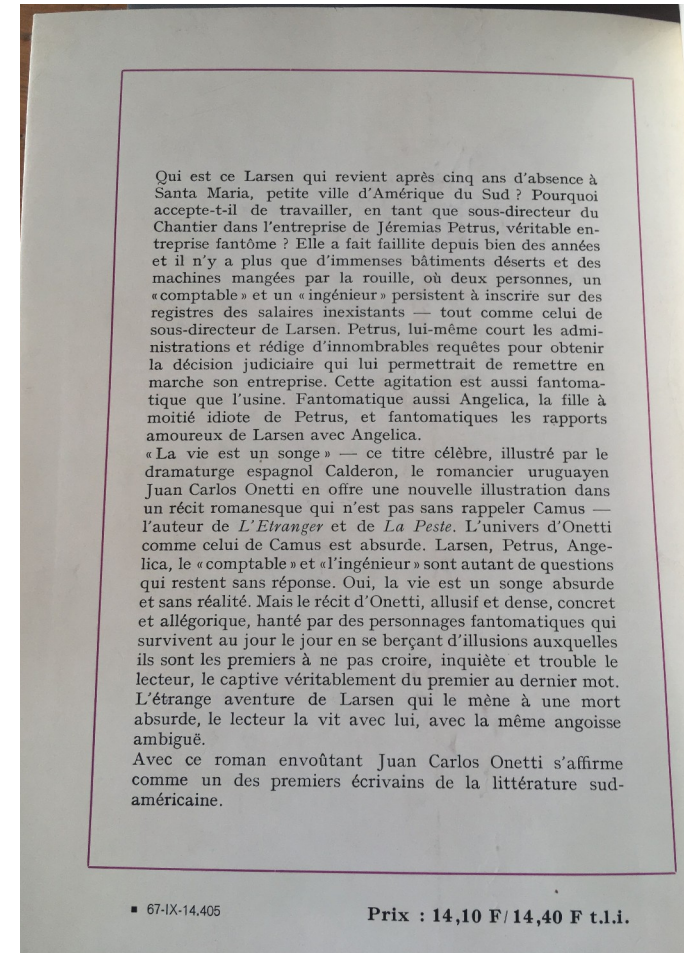 Qui est ce Larsen qui revient après cinq ans d'absence à
Santa Maria, petite ville d'Amérique du Sud ? Pourquoi
accepte-t-il de travailler, en tant que sous-directeur du
Chantier dans l'entreprise de Jéremias Petrus, véritable en-
treprise fantôme ? Elle a fait faillite depuis bien des années
et il n'y a plus que d'immenses bâtiments déserts et des
machines mangées par la rouille, où deux personnes, un
« comptable » et un « ingénieur » persistent à inscrire sur des
registres des salaires inexistants — tout comme celui de
sous-directeur de Larsen. Petrus, lui-même court les admi-
nistrations et rédige d'innombrables requêtes pour obtenir
la décision judiciaire qui lui permettrait de remettre en
marche son entreprise. Cette agitation est aussi fantoma-
tique que l'usine. Fantomatique aussi Angelica, la fille à
moitié idiote de Petrus, et fantomatiques les rapports
amoureux de Larsen avec Angelica.
« La vie est un songe » — ce titre célèbre, illustré par le
dramaturge espagnol Calderon, le romancier uruguayen
Juan Carlos Onetti en offre une nouvelle illustration dans
un récit romanesque qui n'est pas sans rappeler Camus —
l'auteur de L'Etranger et de La Peste. L'univers d'Onetti
comme celui de Camus est absurde. Larsen, Petrus, Ange-
lica, le « comptable » et «l'ingénieur » sont autant de questions
qui restent sans réponse. Oui, la vie est un songe absurde
et sans réalité. Mais le récit d'Onetti, allusif et dense, concret
et allégorique, hanté par des personnages fantomatiques qui
survivent au jour le jour en se berçant d'illusions auxquelles
ils sont les premiers à ne pas croire, inquiète et trouble le
lecteur, le captive véritablement du premier au dernier mot.
L'étrange aventure de Larsen qui le mène à une mort
absurde, le lecteur la vit avec lui, avec la même angoisse
ambiguë.
Avec ce roman envoûtant Juan Carlos Onetti s'affirme
comme un des premiers écrivains de la littérature sud-
américaine.
■ 67-IX-14.405
Prix : 14,10 F/14,40 F t.l.i.